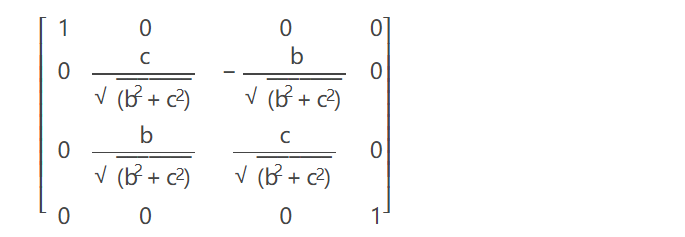 1 0 0 0
0 c/√(b²+c²) -b/√(b²+c²) 0
0 b/√(b²+c²) c/√(b²+c²) 0
0 0 0 1